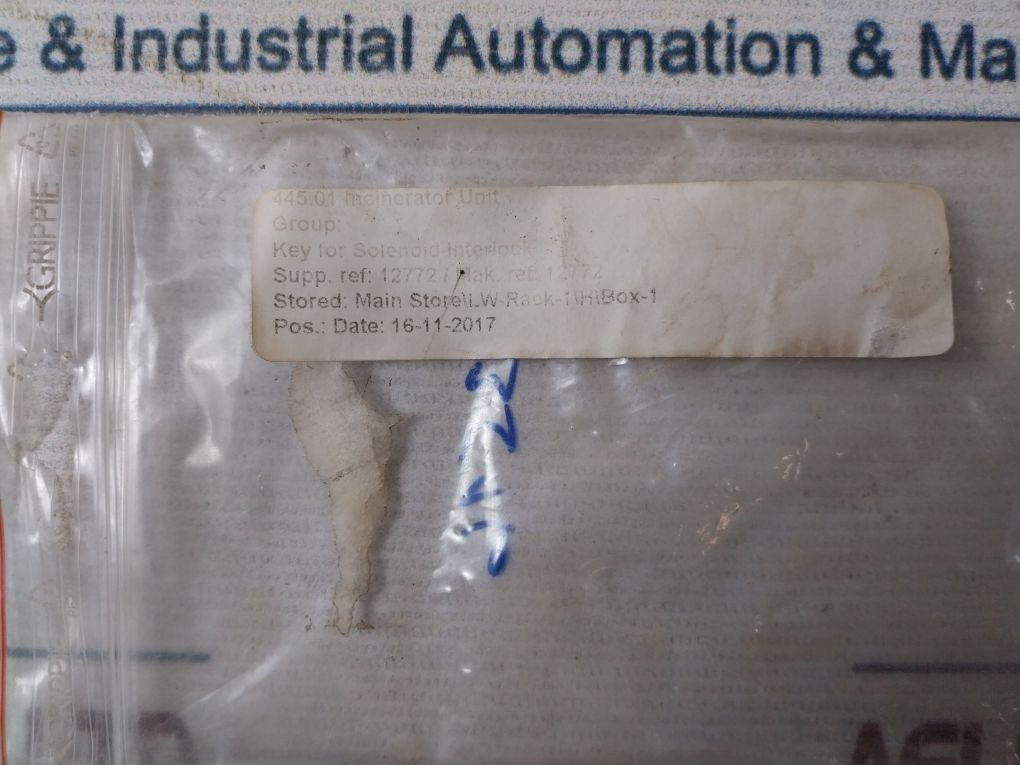 & Industrial Automation & Ma
GRIPPIE
445.01 Incinerator Unit
Group:
Key for Solenoid Interlock
Supp. ref: 12772 / Mak. ref: 12772
Stored: Main Store\LW-Rack-1\H\Box-1
Pos.: Date: 16-11-2017
GRIPPIE